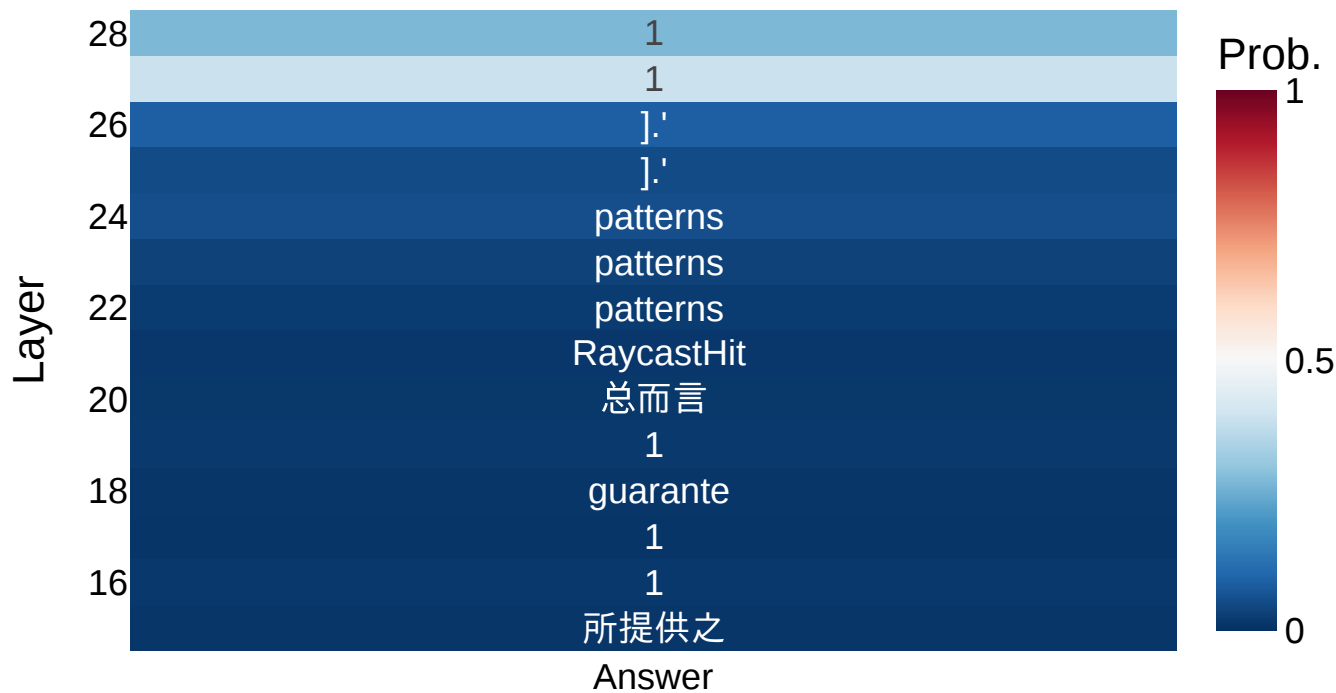 Prob.
28 1
1
1
26 ].'
].'
24 patterns
patterns
22 patterns
RaycastHit
20 总而言
1
18 guarante
1
16 1
所提供之
Layer
Answer
0.5
0